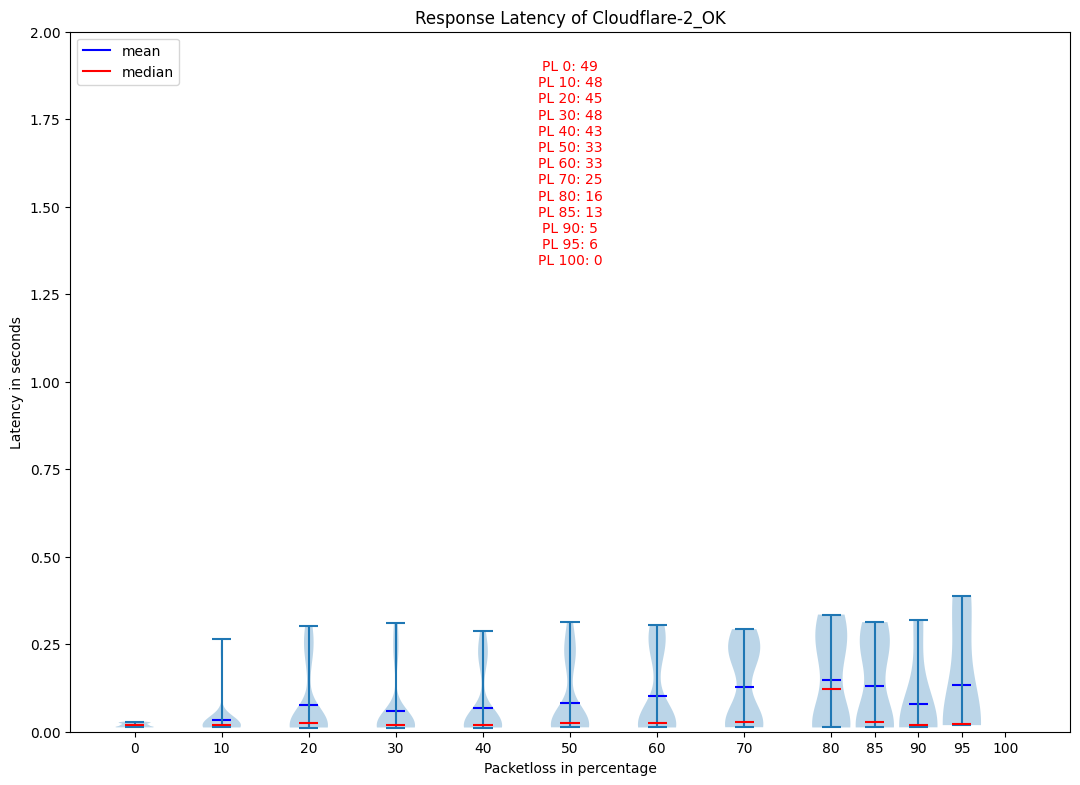 Response Latency of Cloudflare-2_OK
2.00
mean
median
PL 0: 49
PL 10: 48
PL 20: 45
PL 30: 48
PL 40: 43
PL 50: 33
PL 60: 33
PL 70: 25
PL 80: 16
PL 85: 13
PL 90: 5
PL 95: 6
PL 100: 0
1.75
1.50
1.25
1.00
0.75
0.50
0.25
0.00
Latency in seconds
0 10 20 30 40 50 60 70 80 85 90 95 100
Packetloss in percentage